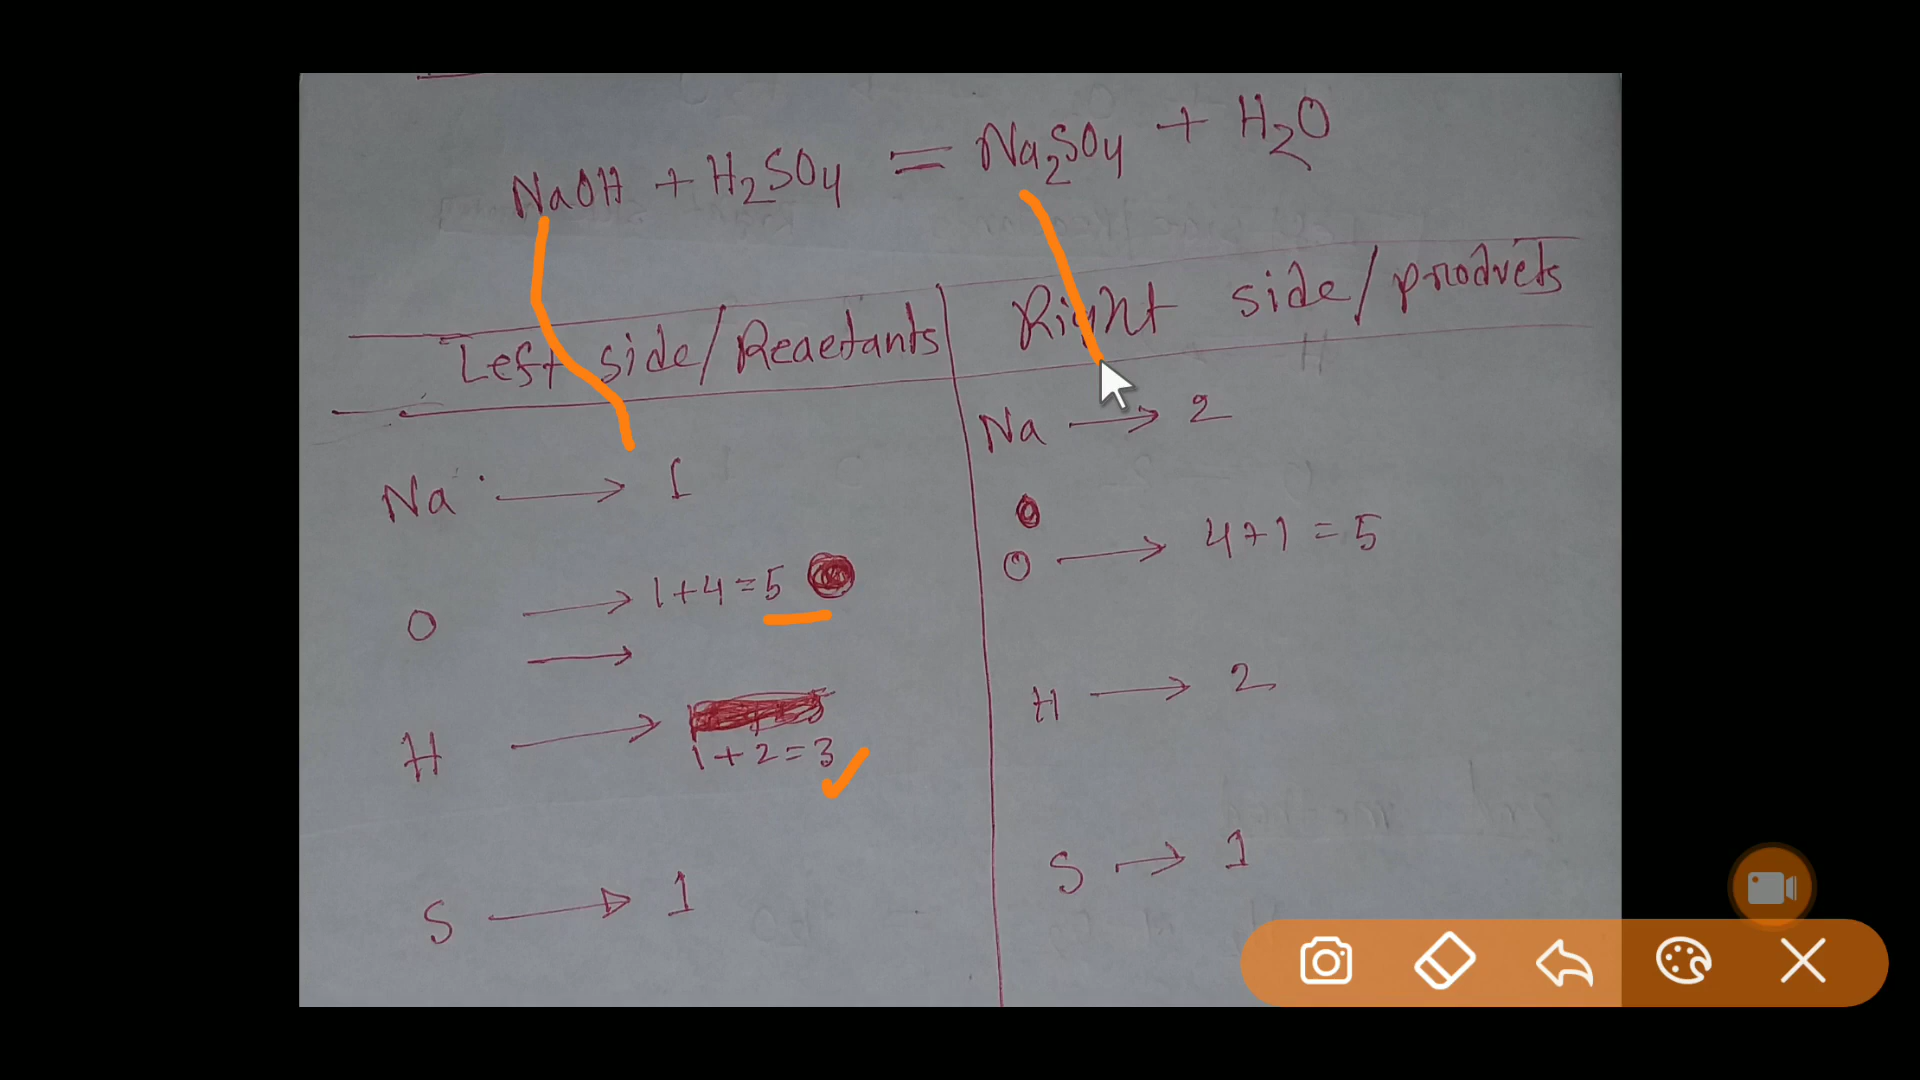 NaOH + H₂SO₄ = Na₂SO₄ + H₂O
Left side/Reactants
Right side/products
Na → 1
O → 1+4=5
→
H → 1+2=3
S → 1
Na → 2
O → 4+1=5
H → 2
S → 1